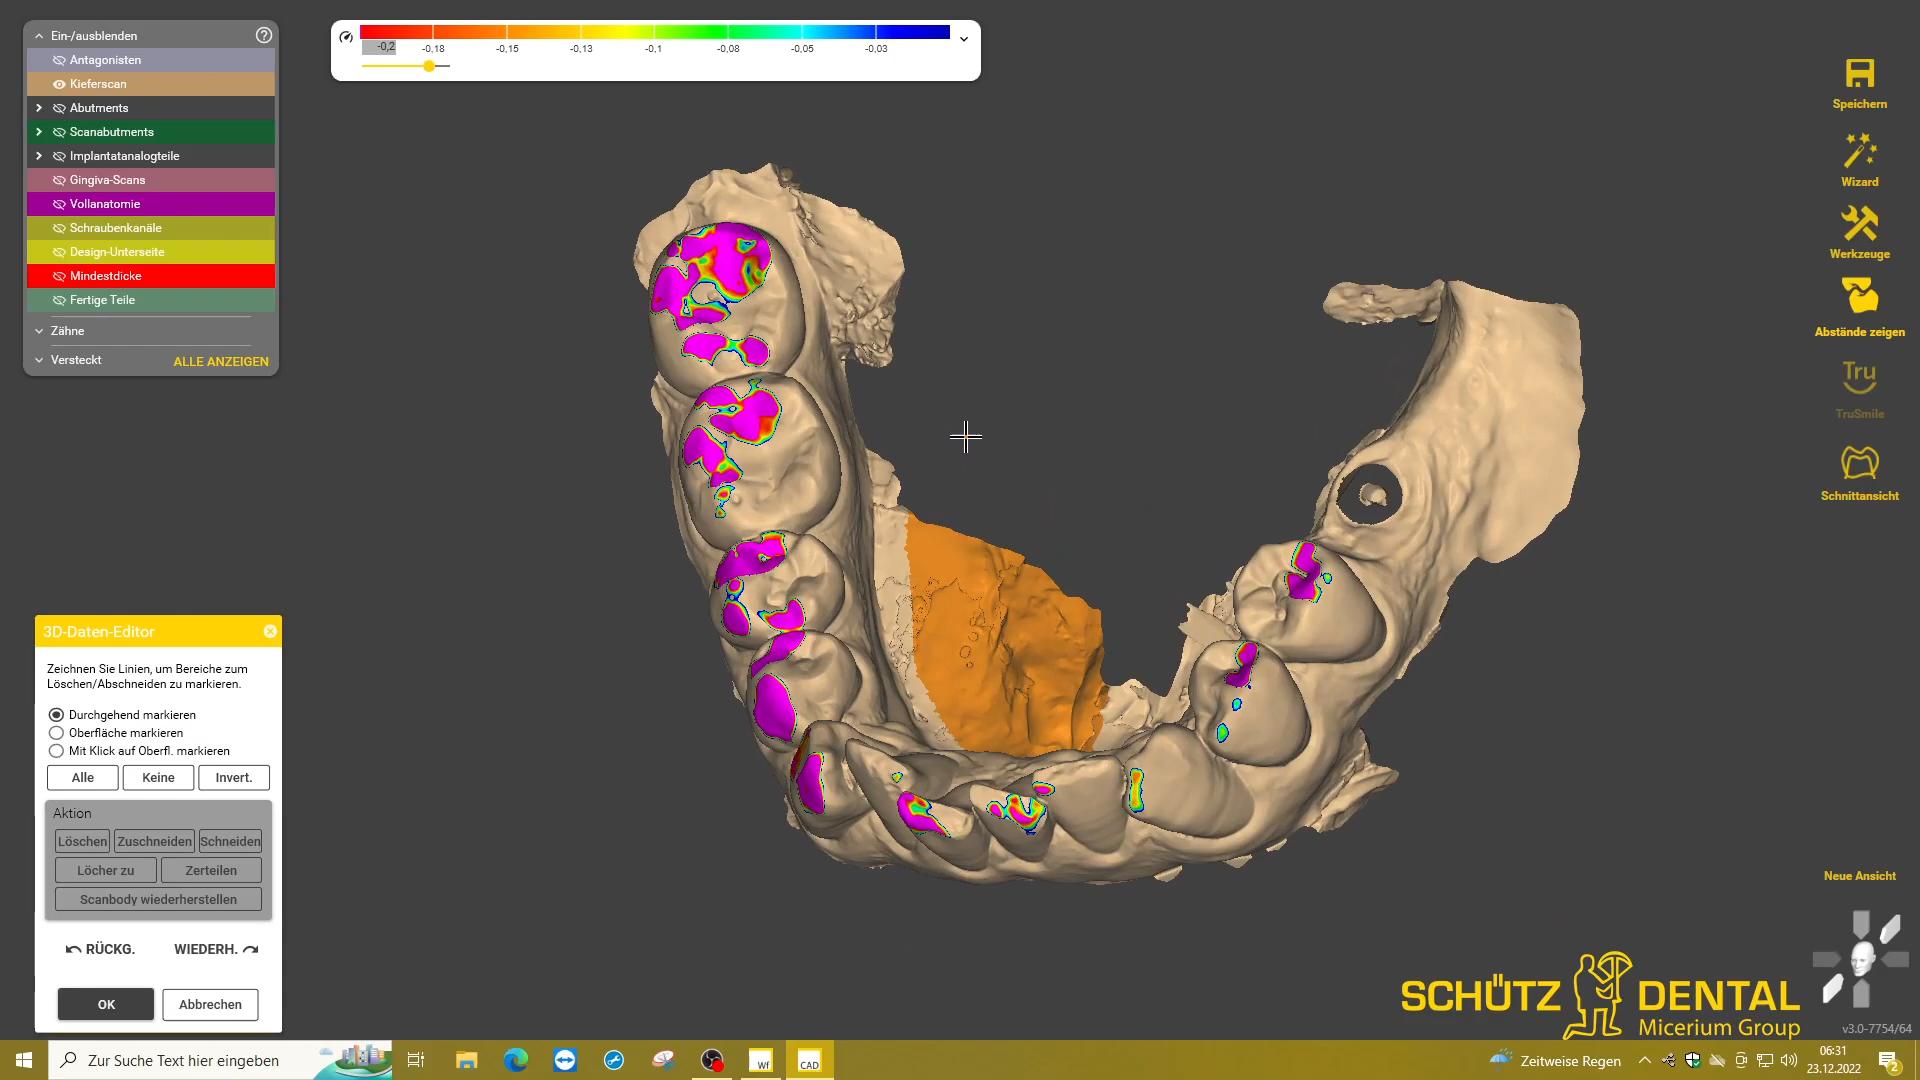 Ein-/ausblenden
Antagonisten
Kieferscan
Abutments
Scanabutments
Implantatanalogteile
Gingiva-Scans
Vollanatomie
Schraubenkanäle
Design-Unterseite
Mindestdicke
Fertige Teile
Zähne
Versteckt ALLE ANZEIGEN
-0,2 -0,18 -0,15 -0,13 -0,1 -0,08 -0,05 -0,03
Speichern
Wizard
Werkzeuge
Abstände zeigen
Tru
TruSmile
Schnittansicht
3D-Daten-Editor
Zeichnen Sie Linien, um Bereiche zum
Löschen/Abschneiden zu markieren.
Durchgehend markieren
Oberfläche markieren
Mit Klick auf Oberfl. markieren
Alle Keine Invert.
Aktion
Löschen Zuschneiden Schneiden
Löcher zu Zerteilen
Scanbody wiederherstellen
RÜCKG. WIEDERH.
OK Abbrechen
Neue Ansicht
SCHÜTZ DENTAL
Micerium Group
v3.0-7754/64
Zur Suche Text hier eingeben
Wf
CAD
Zeitweise Regen
06:31
23.12.2022
2